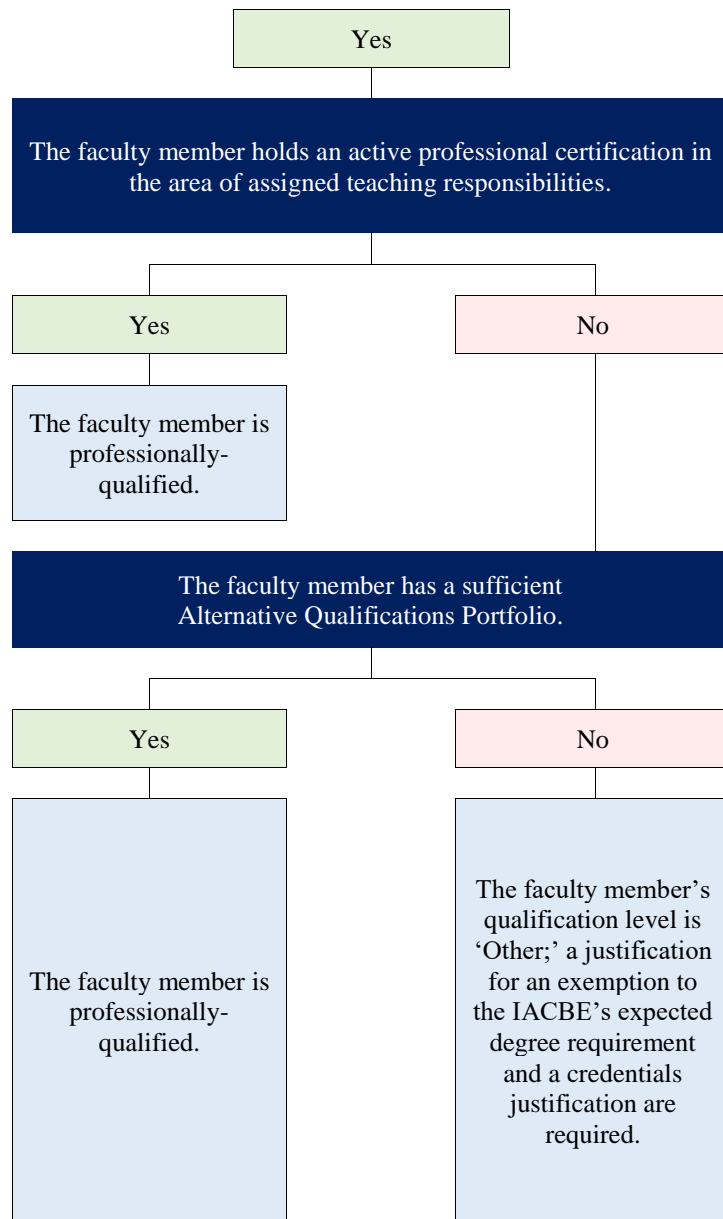 Yes
The faculty member holds an active professional certification in
the area of assigned teaching responsibilities.
Yes
No
The faculty member is
professionally-
qualified.
The faculty member has a sufficient
Alternative Qualifications Portfolio.
Yes
No
The faculty member is
professionally-
qualified.
The faculty member’s
qualification level is
‘Other;’ a justification
for an exemption to
the IACBE’s expected
degree requirement
and a credentials
justification are
required.